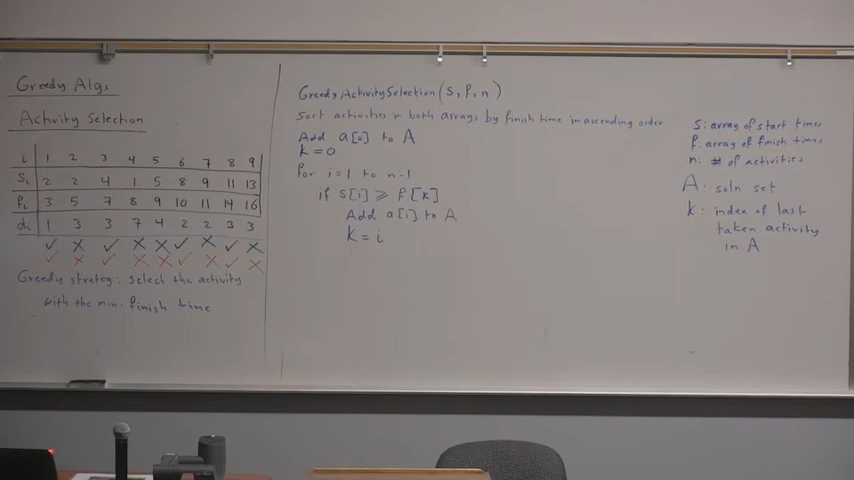 Greedy Algs
Activity Selection
i 1 2 3 4 5 6 7 8 9
Si 2 2 4 1 5 8 9 11 13
fi 3 5 7 8 9 10 11 14 16
di 1 3 3 7 4 2 2 3 3
✓ ✗ ✓ ✗ ✗ ✓ ✗ ✓ ✗
✓ ✗ ✓ ✗ ✗ ✓ ✗ ✓ ✗
Greedy strategy: select the activity
with the min. finish time
Greedy Activity Selection (S, f, n)
Sort activities in both arrays by finish time in ascending order
Add a[0] to A
K = 0
for i = 1 to n-1
if S[i] ⩾ f[k]
Add a[i] to A
K = i
S: array of start times
f: array of finish times
n: # of activities
A: soln set
K: index of last
taken activity
in A